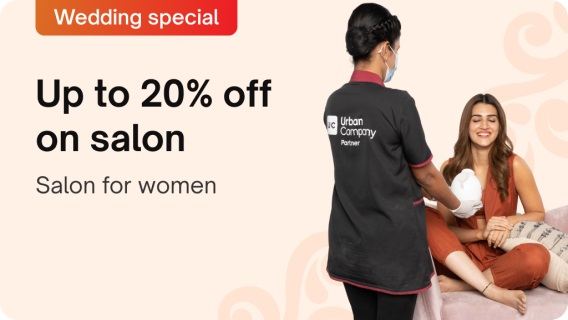 Wedding special
Up to 20% off
on salon
Salon for women
UC
Urban
Company
Partner